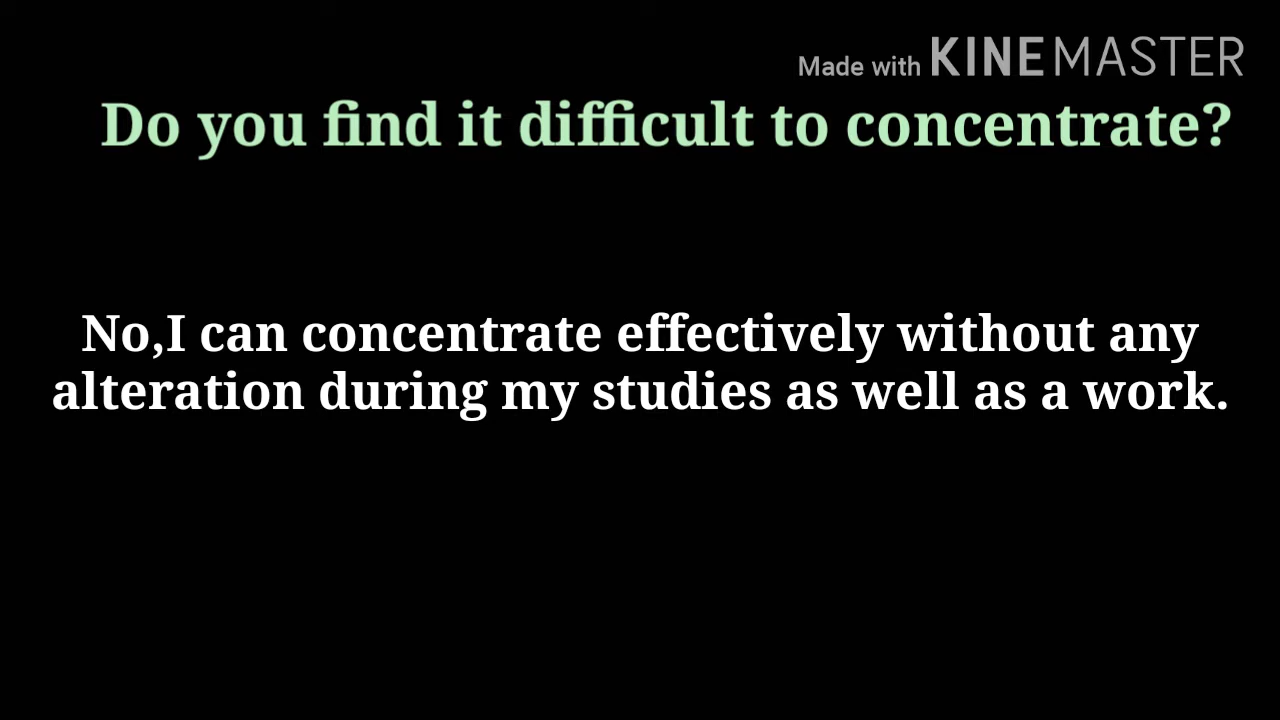 Made with KINEMASTER
Do you find it difficult to concentrate?
No,I can concentrate effectively without any
alteration during my studies as well as a work.